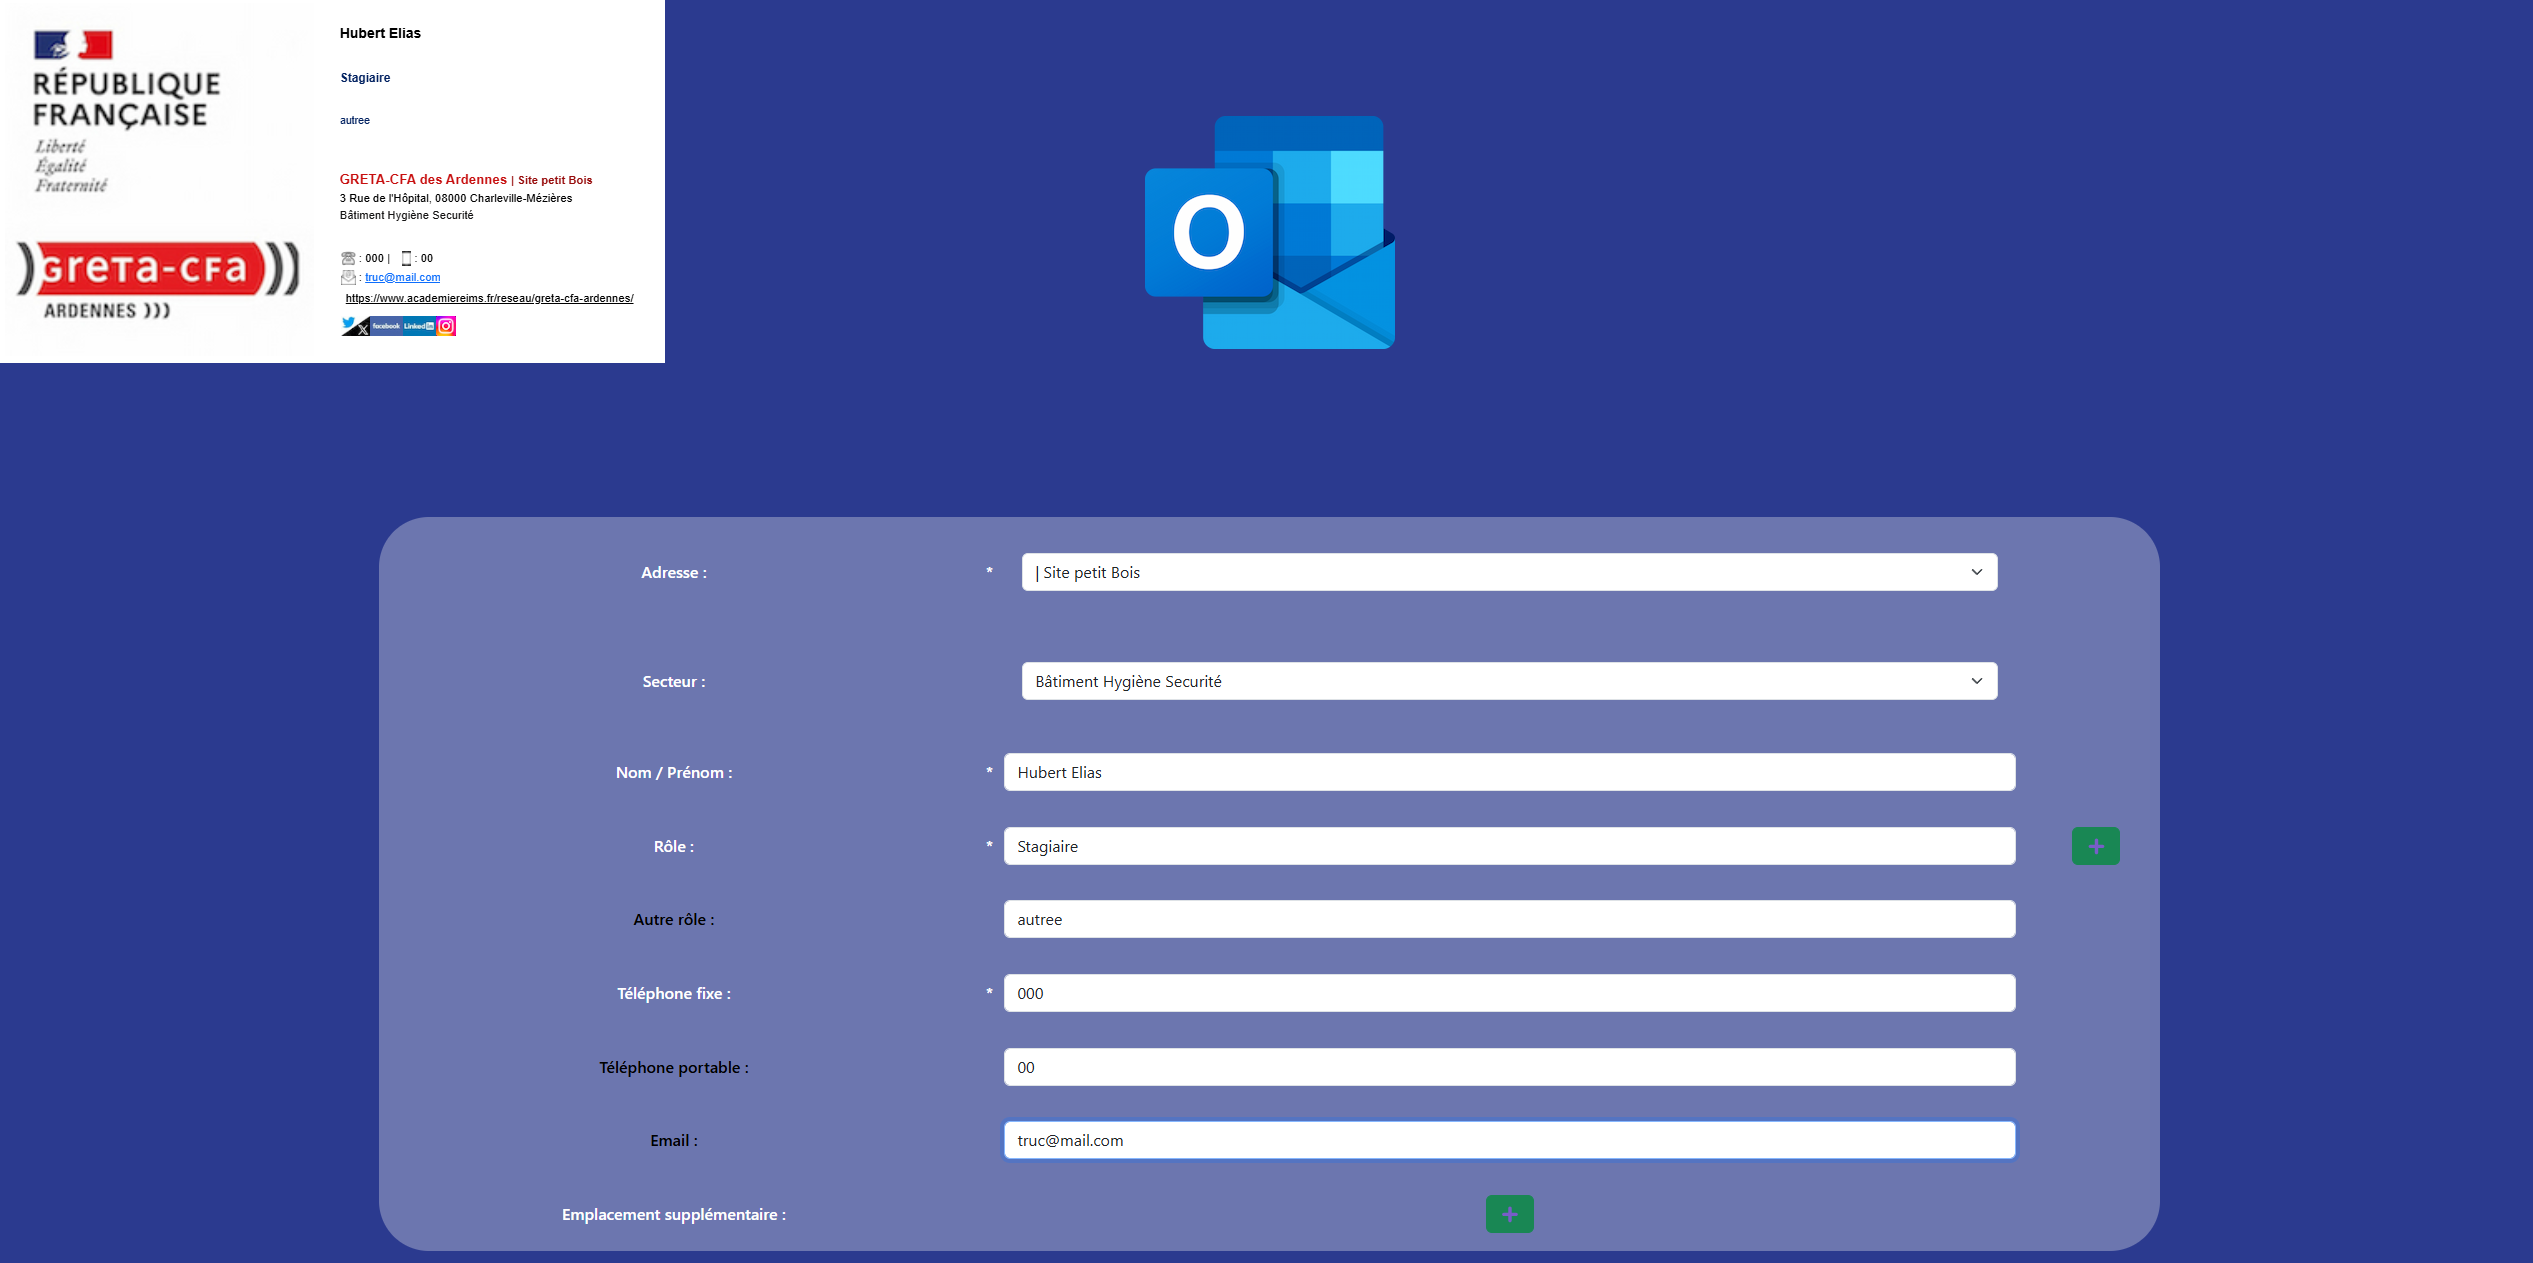 RÉPUBLIQUE
FRANÇAISE
Liberté
Égalité
Fraternité
GRETA-CFA
ARDENNES )))
Hubert Elias
Stagiaire
autree
GRETA-CFA des Ardennes | Site petit Bois
3 Rue de l'Hôpital, 08000 Charleville-Mézières
Bâtiment Hygiène Securité
: 000 | : 00
: truc@mail.com
https://www.academiereims.fr/reseau/greta-cfa-ardennes/
X facebook Linked in
O
Adresse : * | Site petit Bois
Secteur : Bâtiment Hygiène Securité
Nom / Prénom : * Hubert Elias
Rôle : * Stagiaire +
Autre rôle : autree
Téléphone fixe : * 000
Téléphone portable : 00
Email : truc@mail.com
Emplacement supplémentaire : +